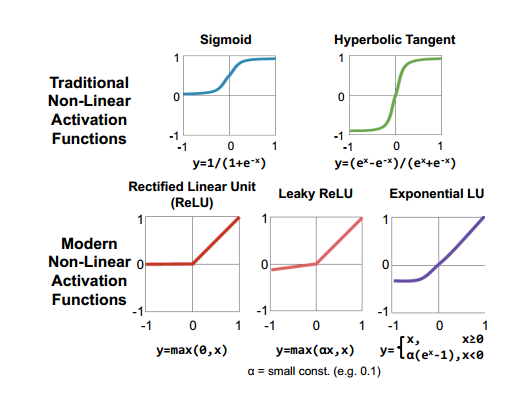 Sigmoid
Hyperbolic Tangent
Traditional
Non-Linear
Activation
Functions
1
0
-1
-1 0 1
y=1/(1+e⁻ˣ)
1
0
-1
-1 0 1
y=(eˣ-e⁻ˣ)/(eˣ+e⁻ˣ)
Rectified Linear Unit
(ReLU)
Leaky ReLU
Exponential LU
Modern
Non-Linear
Activation
Functions
1
0
-1
-1 0 1
y=max(0,x)
1
0
-1
-1 0 1
y=max(αx,x)
1
0
-1
-1 0 1
y={x, x≥0
α(eˣ-1),x<0
α = small const. (e.g. 0.1)